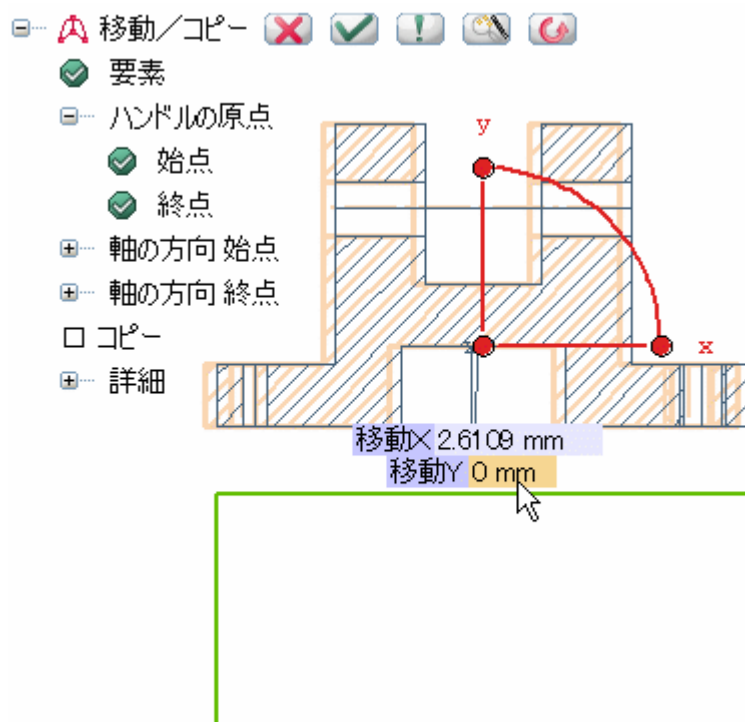 移動／コピー
要素
ハンドルの原点
始点
終点
軸の方向 始点
軸の方向 終点
コピー
詳細
y
x
移動X 2.6109 mm
移動Y 0 mm